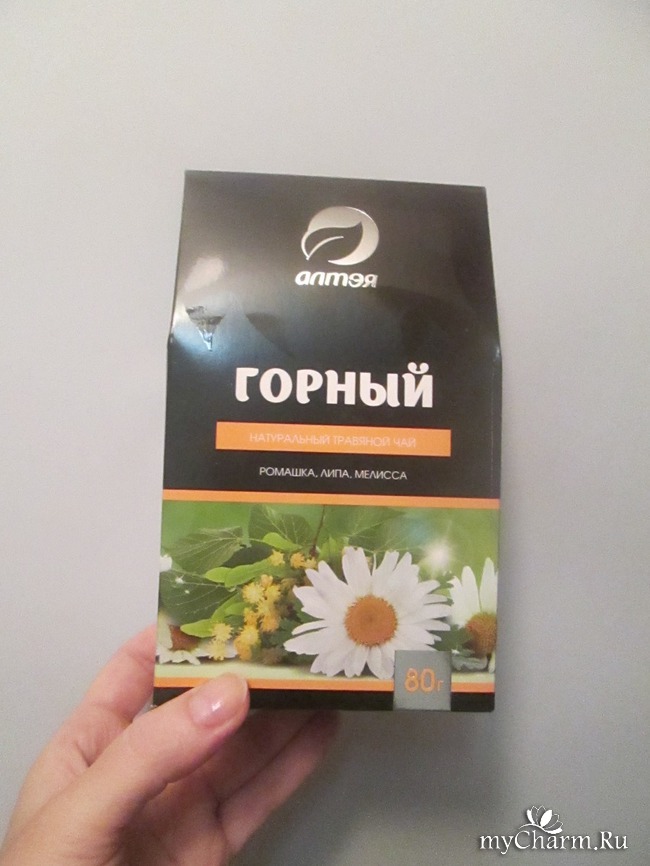 алтэя
ГОРНЫЙ
НАТУРАЛЬНЫЙ ТРАВЯНОЙ ЧАЙ
РОМАШКА, ЛИПА, МЕЛИССА
80г
myCharm.Ru